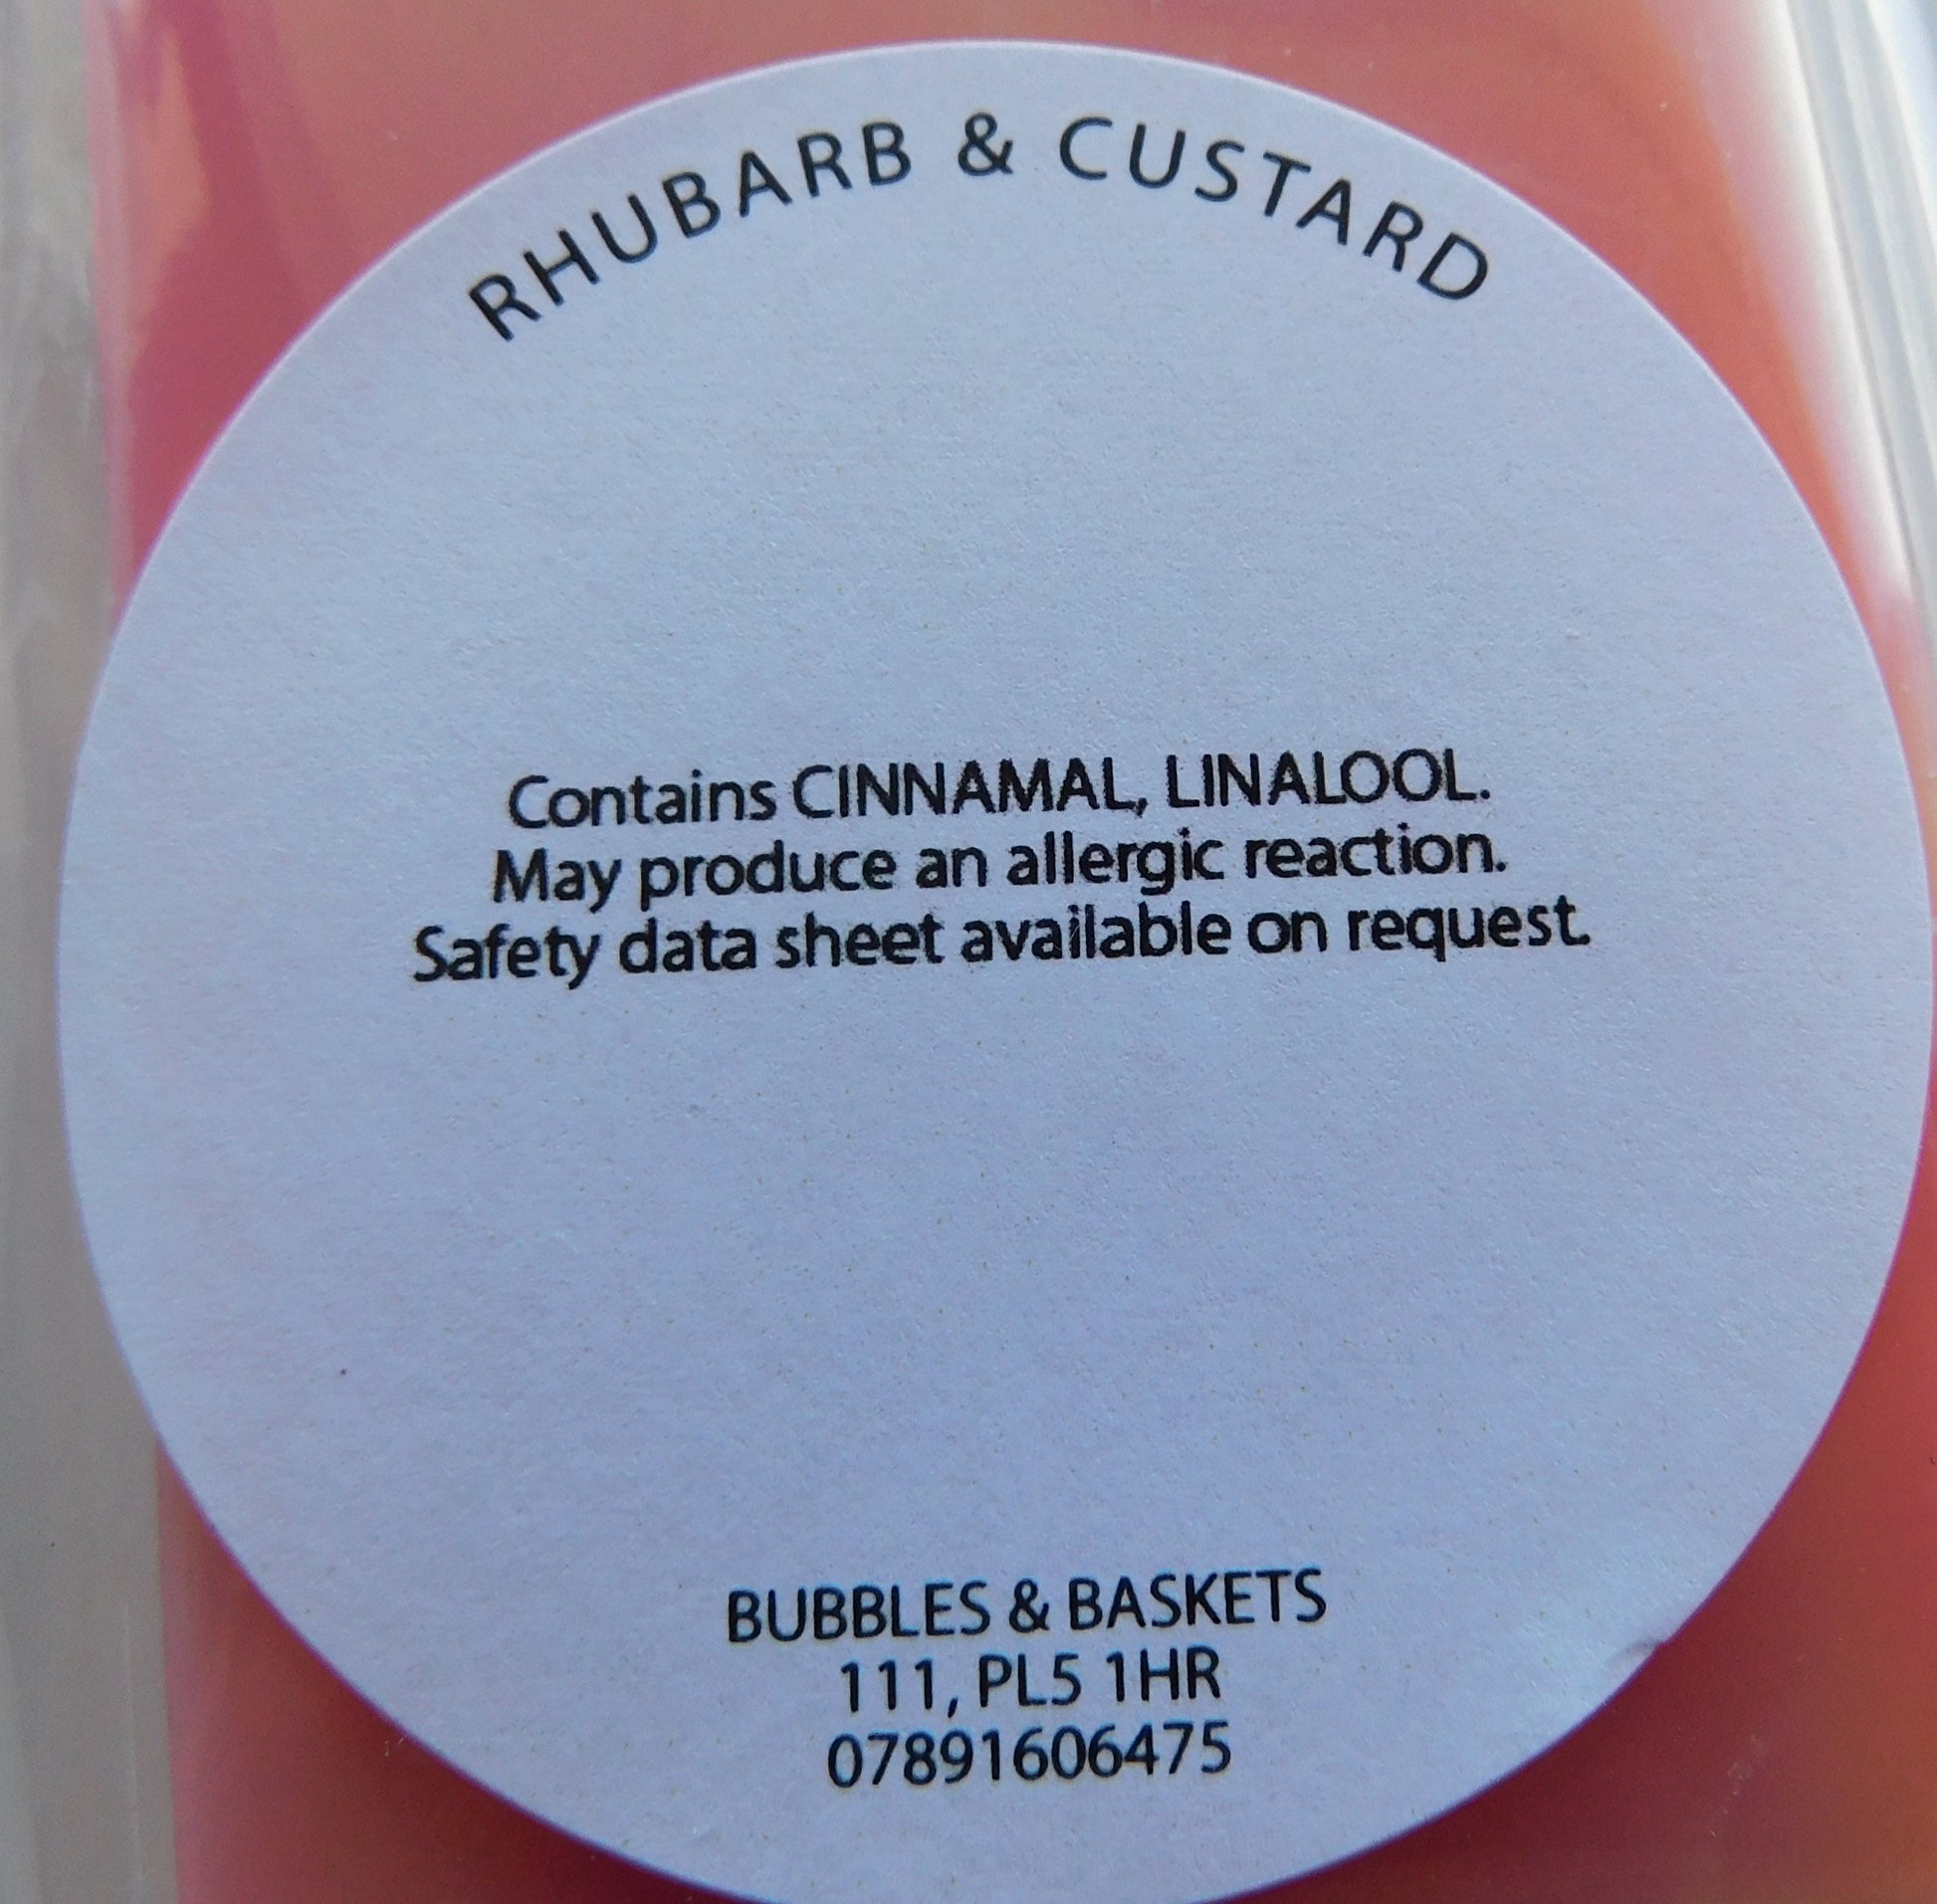 RHUBARB & CUSTARD
Contains CINNAMAL, LINALOOL.
May produce an allergic reaction.
Safety data sheet available on request.
BUBBLES & BASKETS
111, PL5 1HR
07891606475